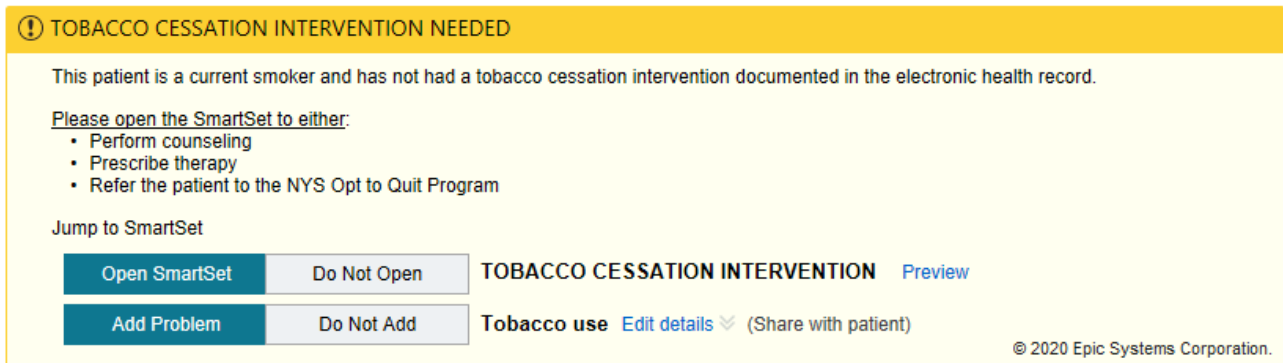 TOBACCO CESSATION INTERVENTION NEEDED
This patient is a current smoker and has not had a tobacco cessation intervention documented in the electronic health record.
Please open the SmartSet to either:
• Perform counseling
• Prescribe therapy
• Refer the patient to the NYS Opt to Quit Program
Jump to SmartSet
Open SmartSet Do Not Open TOBACCO CESSATION INTERVENTION Preview
Add Problem Do Not Add Tobacco use Edit details (Share with patient)
© 2020 Epic Systems Corporation.